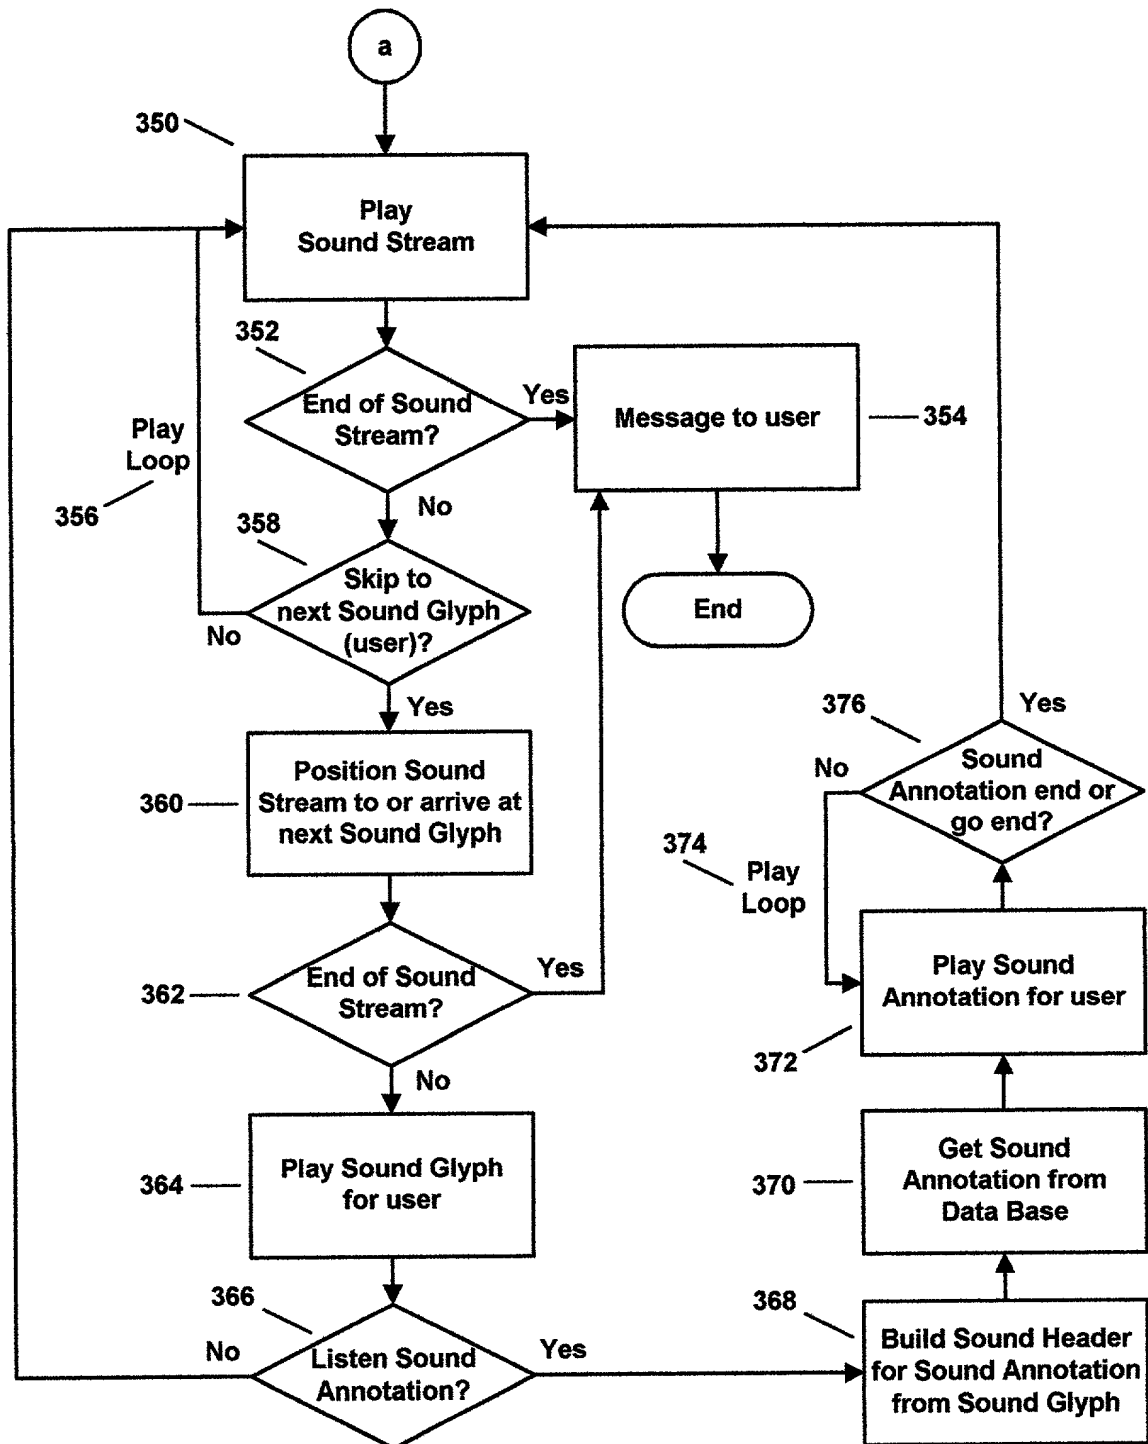 a
350
Play
Sound Stream
352
End of Sound
Stream?
Yes
Message to user
354
Play
Loop
356
No
358
Skip to
next Sound Glyph
(user)?
No
End
Yes
376
Yes
360
Position Sound
Stream to or arrive at
next Sound Glyph
No
Sound
Annotation end or
go end?
374
Play
Loop
362
End of Sound
Stream?
Yes
Play Sound
Annotation for user
372
No
364
Play Sound Glyph
for user
370
Get Sound
Annotation from
Data Base
366
No
Listen Sound
Annotation?
Yes
368
Build Sound Header
for Sound Annotation
from Sound Glyph